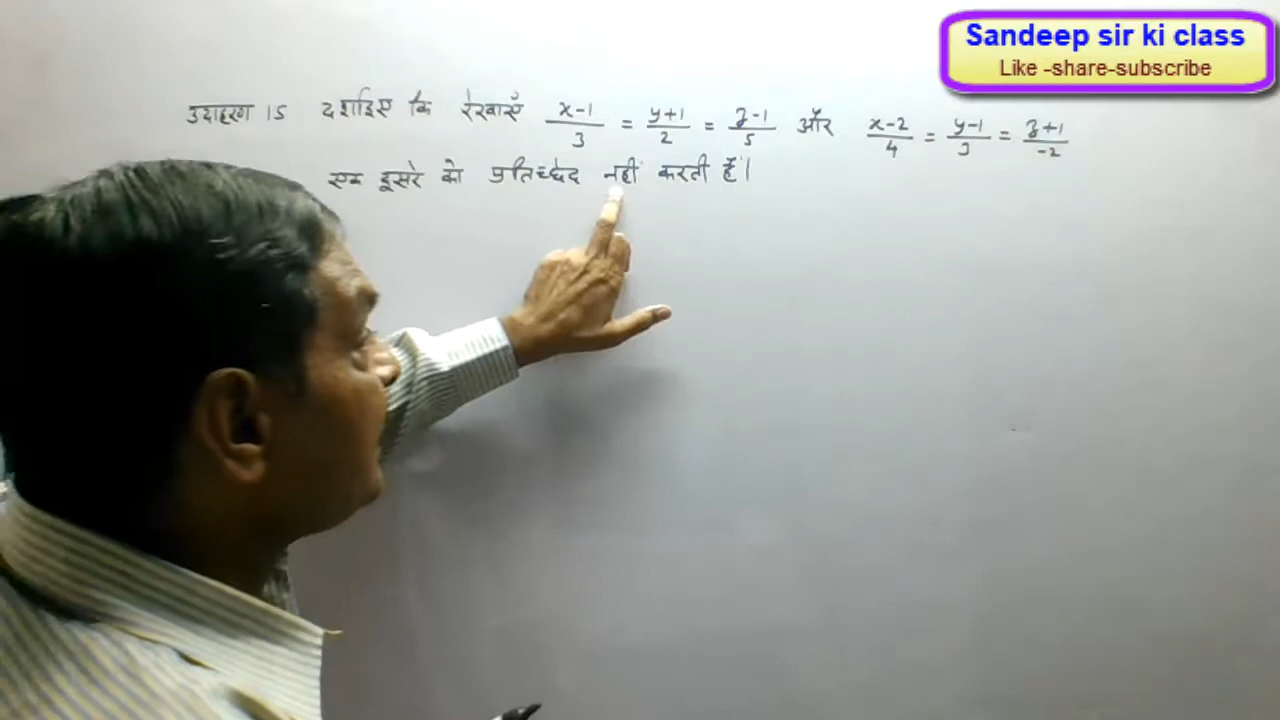 Sandeep sir ki class
Like -share-subscribe
उदाहरण 15 दर्शाइए कि रेखाएँ x-1/3 = y+1/2 = z-1/5 और x-2/4 = y-1/3 = z+1/-2
एक दूसरे को प्रतिच्छेद नहीं करती हैं।